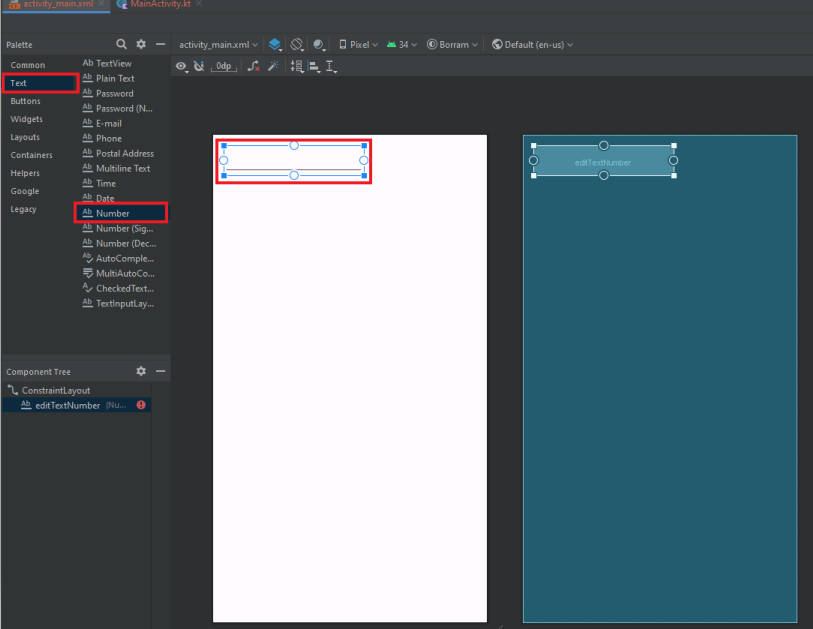 activity_main.xml MainActivity.kt
Palette activity_main.xml Pixel 34 Borram Default (en-us)
0dp
Common
Text
Buttons
Widgets
Layouts
Containers
Helpers
Google
Legacy
Ab TextView
Ab Plain Text
Ab Password
Ab Password (N...
Ab E-mail
Ab Phone
Ab Postal Address
Ab Multiline Text
Ab Time
Ab Date
Ab Number
Ab Number (Sig...
Ab Number (Dec...
Ab AutoComple...
MultiAutoCo...
A CheckedText...
Ab TextInputLay...
editTextNumber
Component Tree
ConstraintLayout
Ab editTextNumber (Nu...